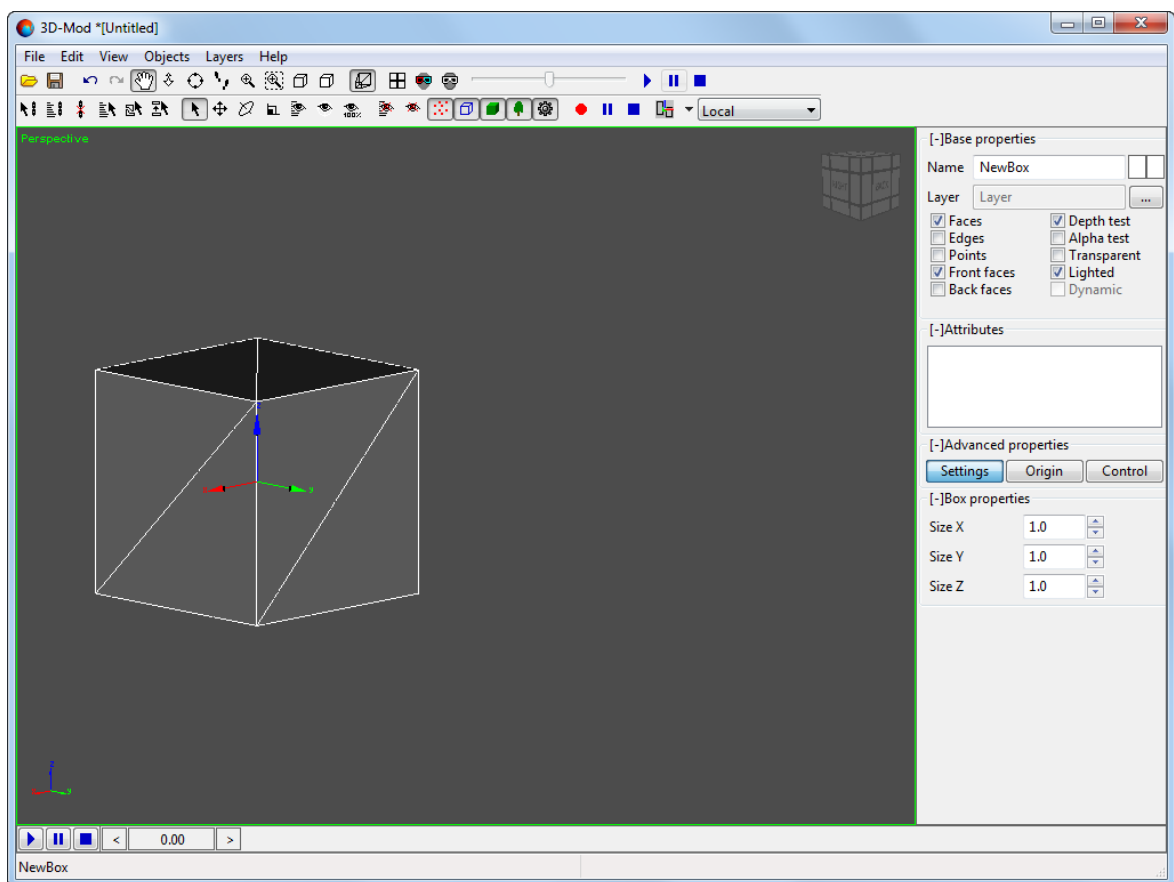 3D-Mod *[Untitled]
File Edit View Objects Layers Help
100%
Local
Perspective
[-]Base properties
Name NewBox
Layer Layer ...
Faces Depth test
Edges Alpha test
Points Transparent
Front faces Lighted
Back faces Dynamic
[-]Attributes
[-]Advanced properties
Settings Origin Control
[-]Box properties
Size X 1.0
Size Y 1.0
Size Z 1.0
z
x y
z
x y
< 0.00 >
NewBox